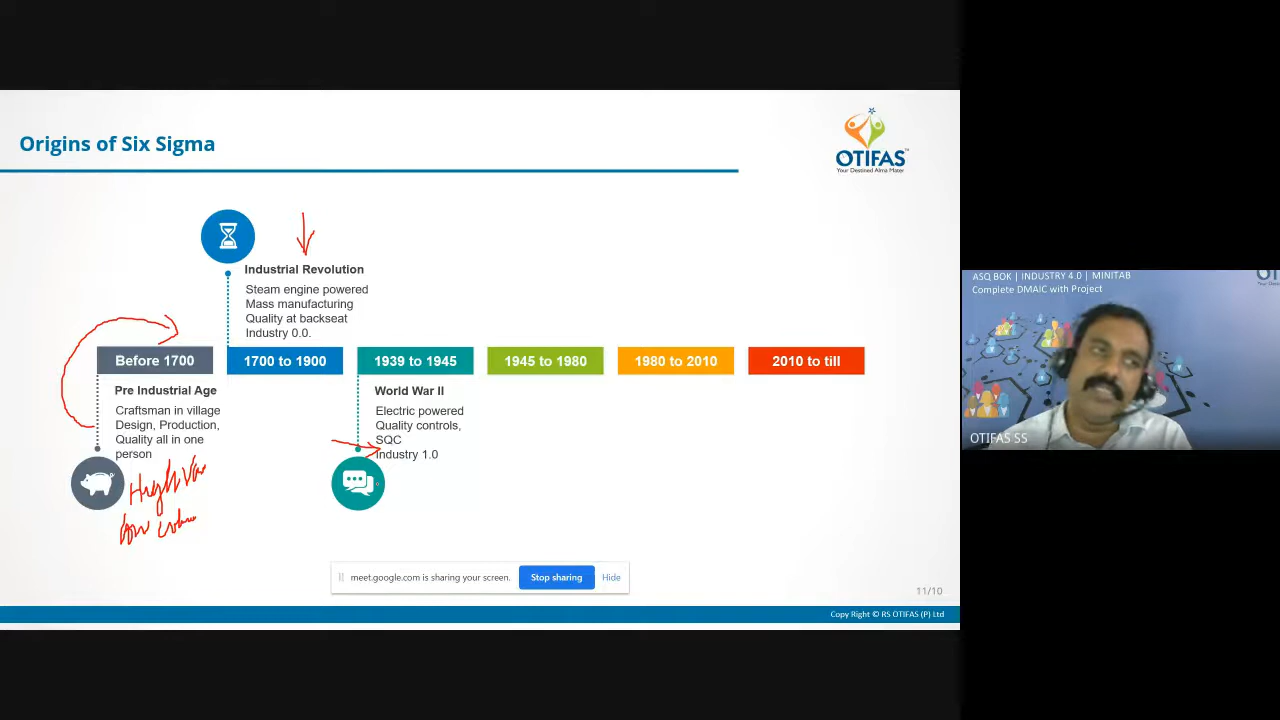 Origins of Six Sigma
OTIFAS
Your Destined Alma Mater
Industrial Revolution
Steam engine powered
Mass manufacturing
Quality at backseat
Industry 0.0.
Before 1700
1700 to 1900
1939 to 1945
1945 to 1980
1980 to 2010
2010 to till
Pre Industrial Age
Craftsman in village
Design, Production,
Quality all in one
person
World War II
Electric powered
Quality controls,
SQC
Industry 1.0
High
meet.google.com is sharing your screen.
Stop sharing
Hide
11/10
Copy Right © RS OTIFAS (P) Ltd
ASQ BOK | INDUSTRY 4.0 | MINITAB
Complete DMAIC with Project
OTIFAS SS